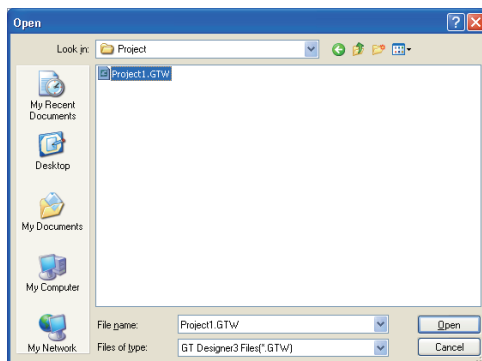 Open
Look in:
Project
Project1.GTW
My Recent
Documents
Desktop
My Documents
My Computer
My Network
File name:
Project1.GTW
Open
Files of type:
GT Designer3 Files(*.GTW)
Cancel